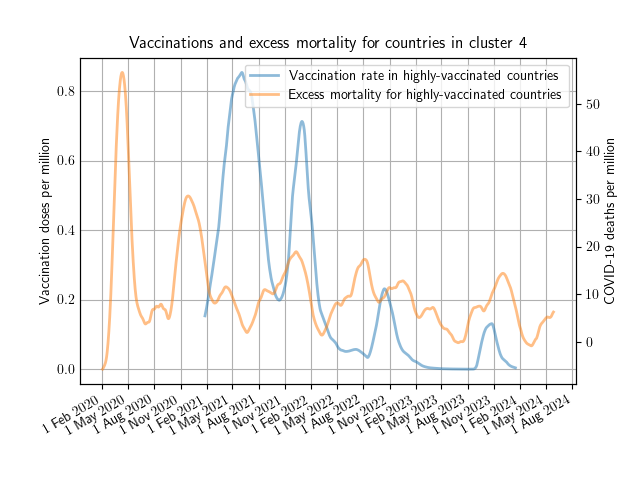 Vaccinations and excess mortality for countries in cluster 4
Vaccination rate in highly-vaccinated countries
Excess mortality for highly-vaccinated countries
Vaccination doses per million
0.8
0.6
0.4
0.2
0.0
50
40
30
20
10
0
COVID-19 deaths per million
1 Feb 2020
1 May 2020
1 Aug 2020
1 Nov 2020
1 Feb 2021
1 May 2021
1 Aug 2021
1 Nov 2021
1 Feb 2022
1 May 2022
1 Aug 2022
1 Nov 2022
1 Feb 2023
1 May 2023
1 Aug 2023
1 Nov 2023
1 Feb 2024
1 May 2024
1 Aug 2024